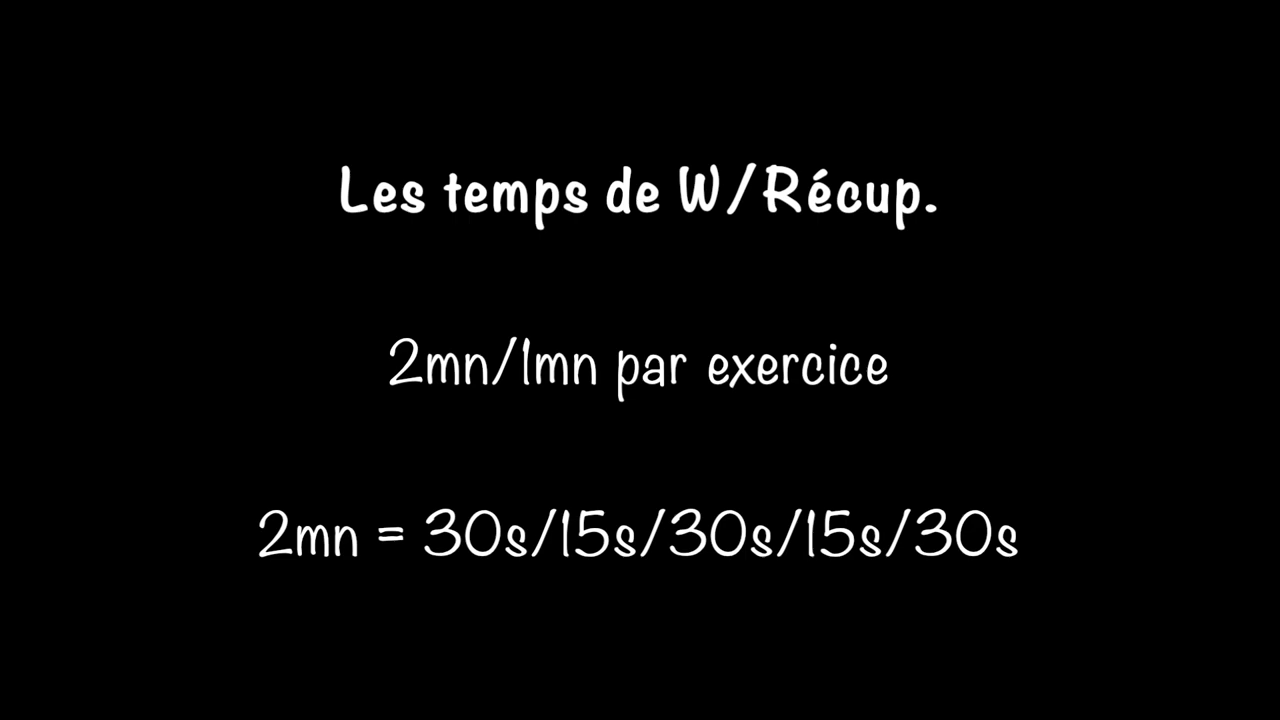 Les temps de W/Récup.
2mn/1mn par exercice
2mn = 30s/15s/30s/15s/30s